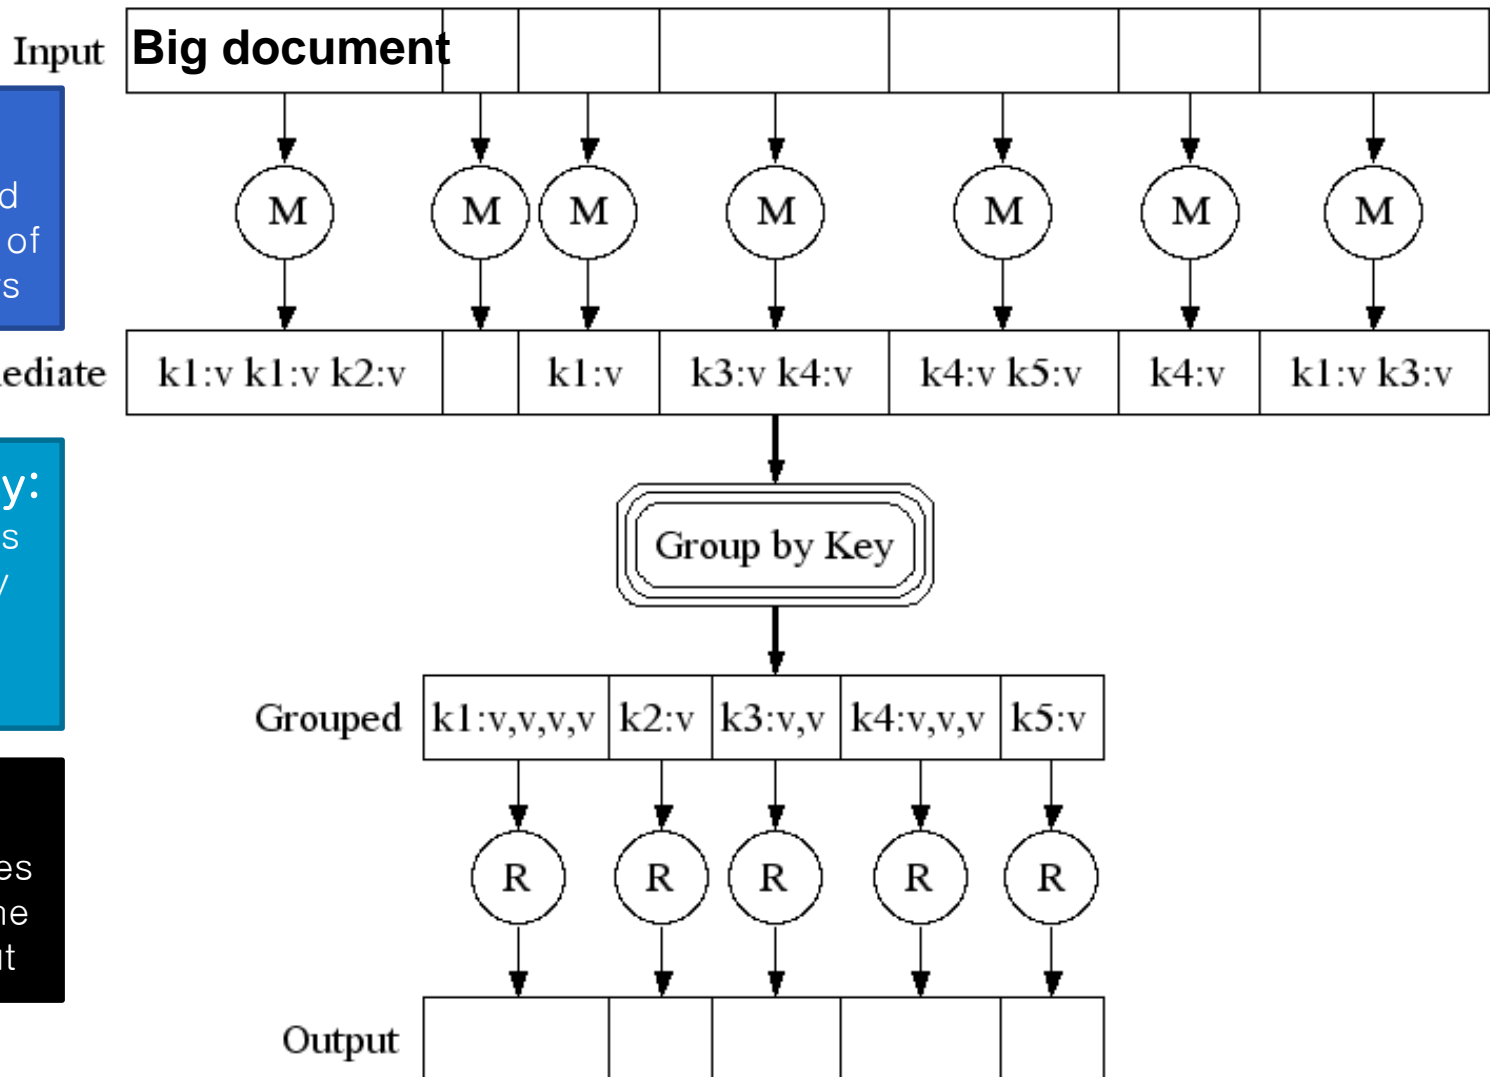 Input Big document
d
of
s
M M M M M M M
ediate k1:v k1:v k2:v k1:v k3:v k4:v k4:v k5:v k4:v k1:v k3:v
y:
s
y
Group by Key
Grouped k1:v,v,v,v k2:v k3:v,v k4:v,v,v k5:v
es
ne
ut
R R R R R
Output